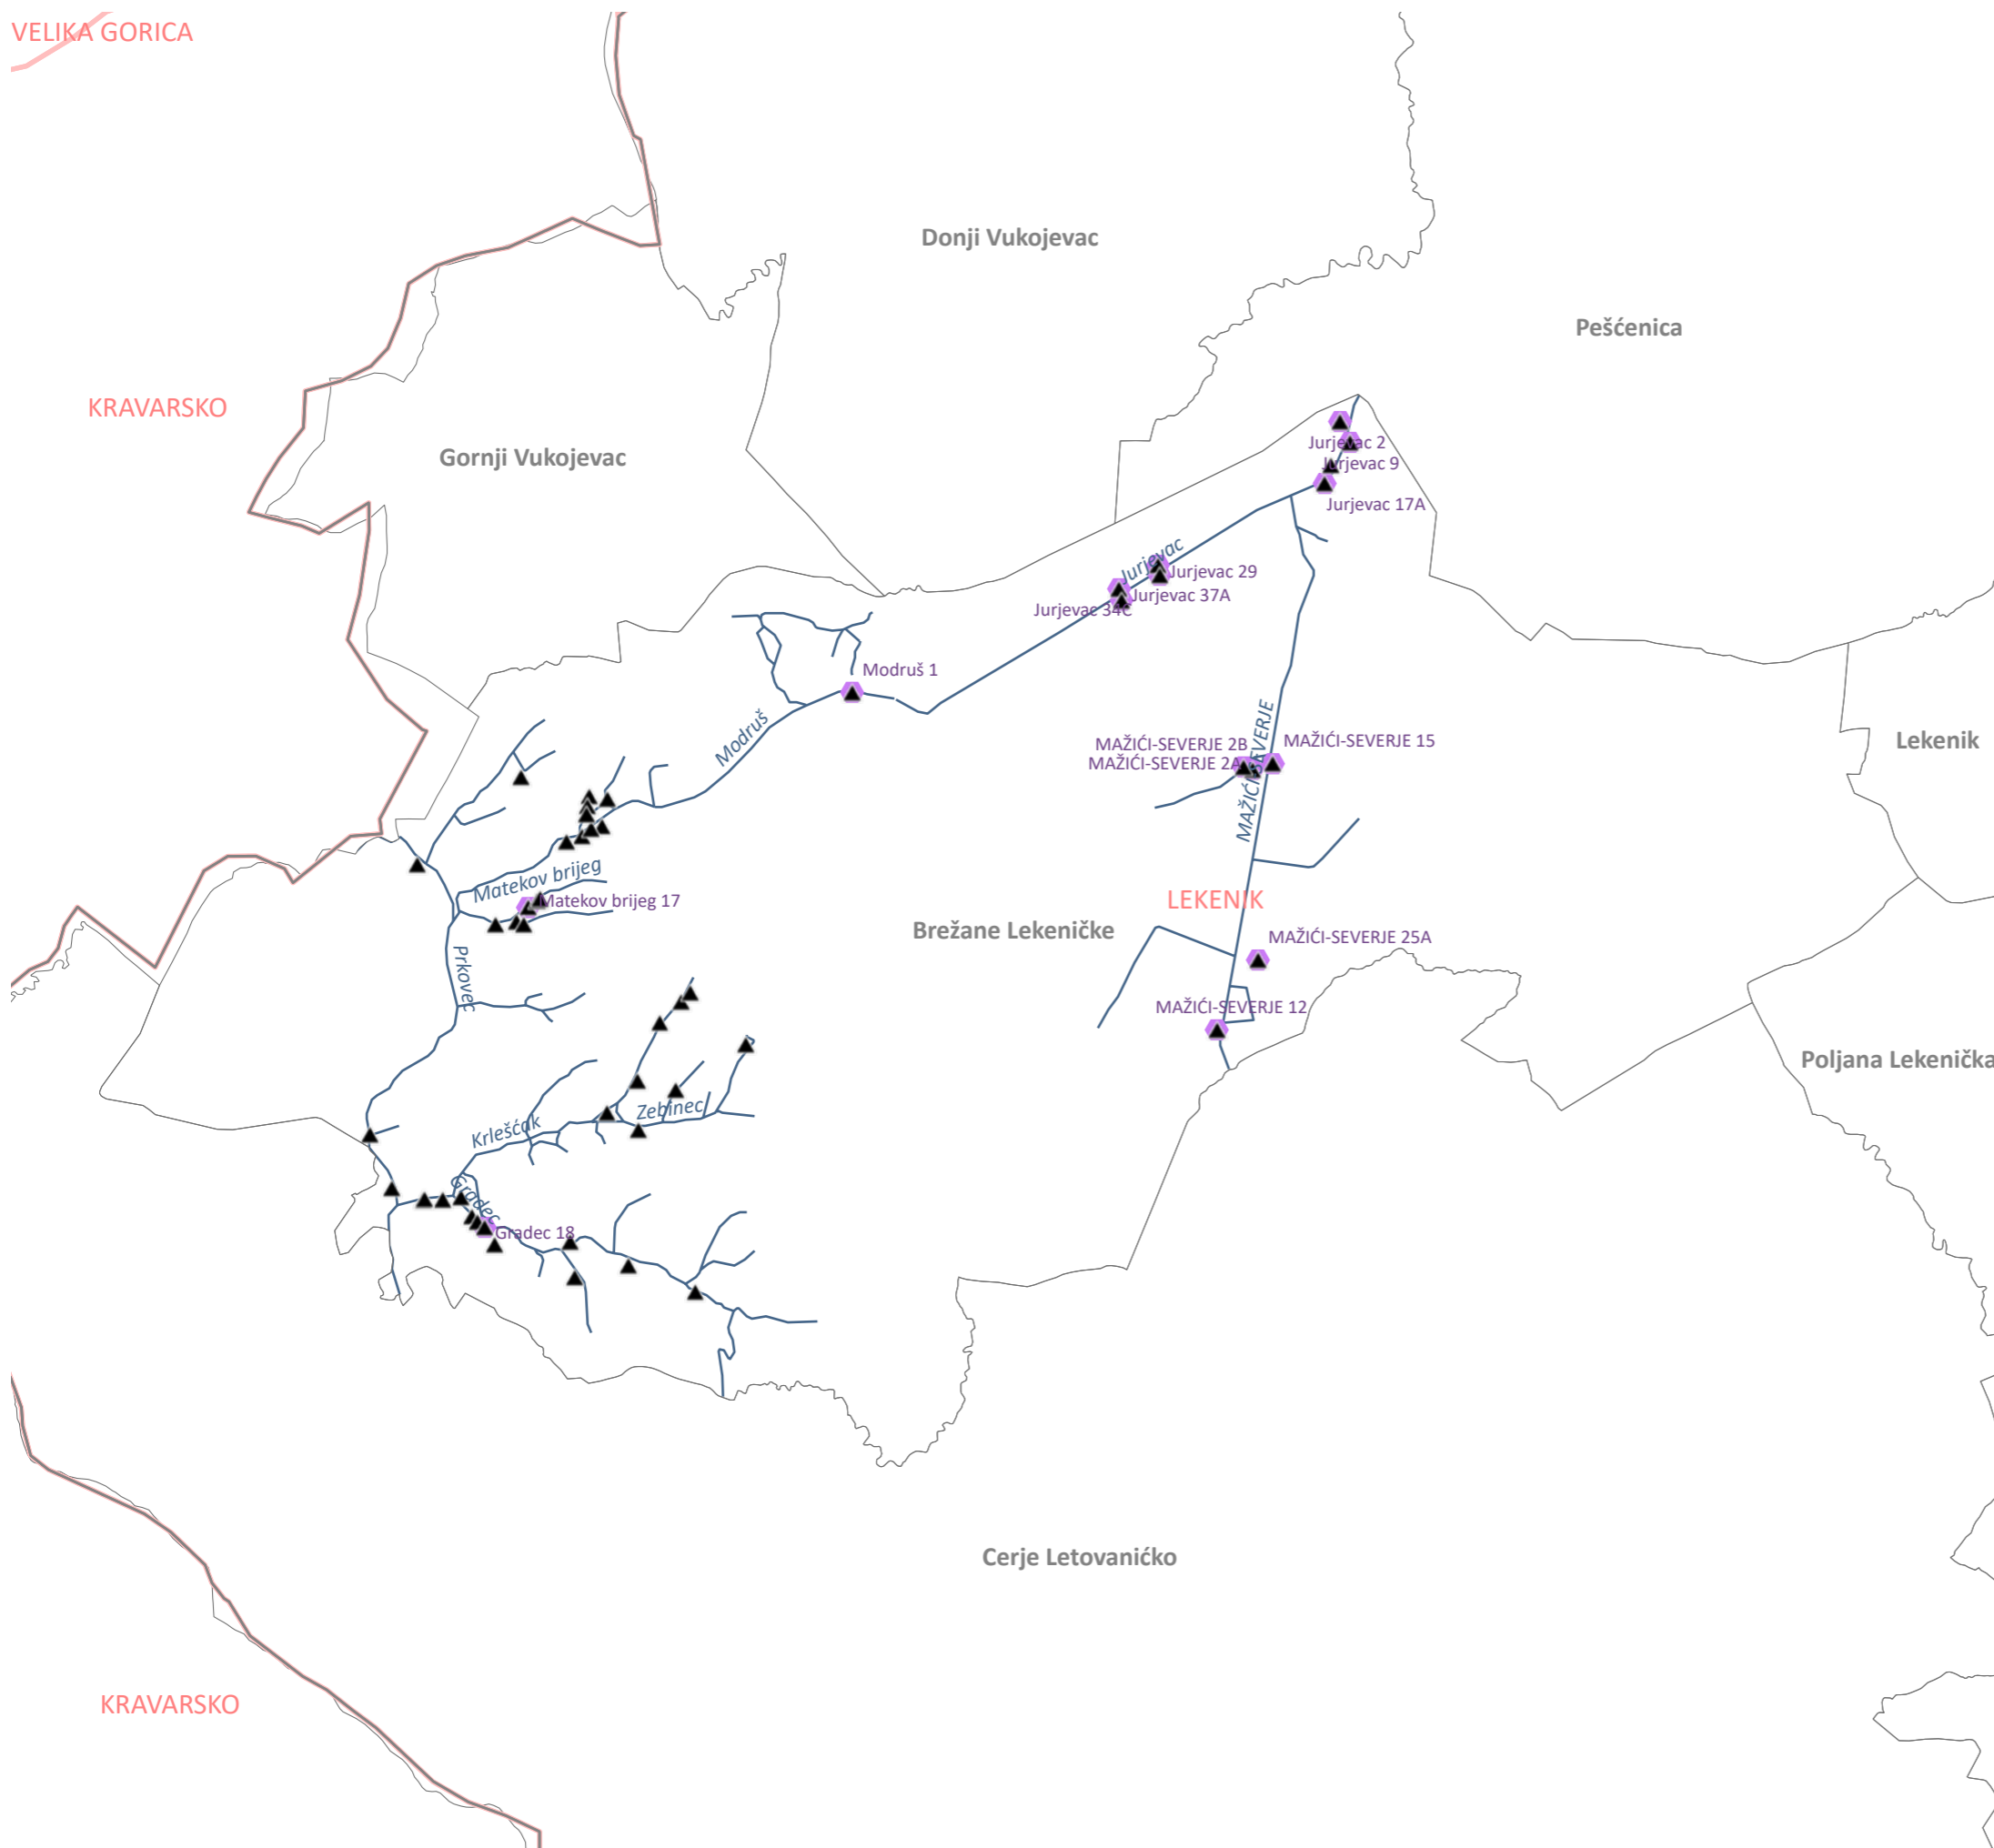 VELIKA GORICA
Donji Vukojevac
Pešćenica
KRAVARSKO
Gornji Vukojevac
Jurjevac 2
Jurjevac 9
Jurjevac 17A
Jurjevac
Jurjevac 29
Jurjevac 37A
Jurjevac 34C
Modruš 1
Modruš
MAŽIĆI-SEVERJE
MAŽIĆI-SEVERJE 2B
MAŽIĆI-SEVERJE 15
MAŽIĆI-SEVERJE 2A
Lekenik
Matekov brijeg
Matekov brijeg 17
LEKENIK
Brežane Lekeničke
MAŽIĆI-SEVERJE 25A
Prkovec
MAŽIĆI-SEVERJE 12
Poljana Lekenička
Zebinec
Krlešćak
Gradec
Gradec 18
Cerje Letovanićko
KRAVARSKO